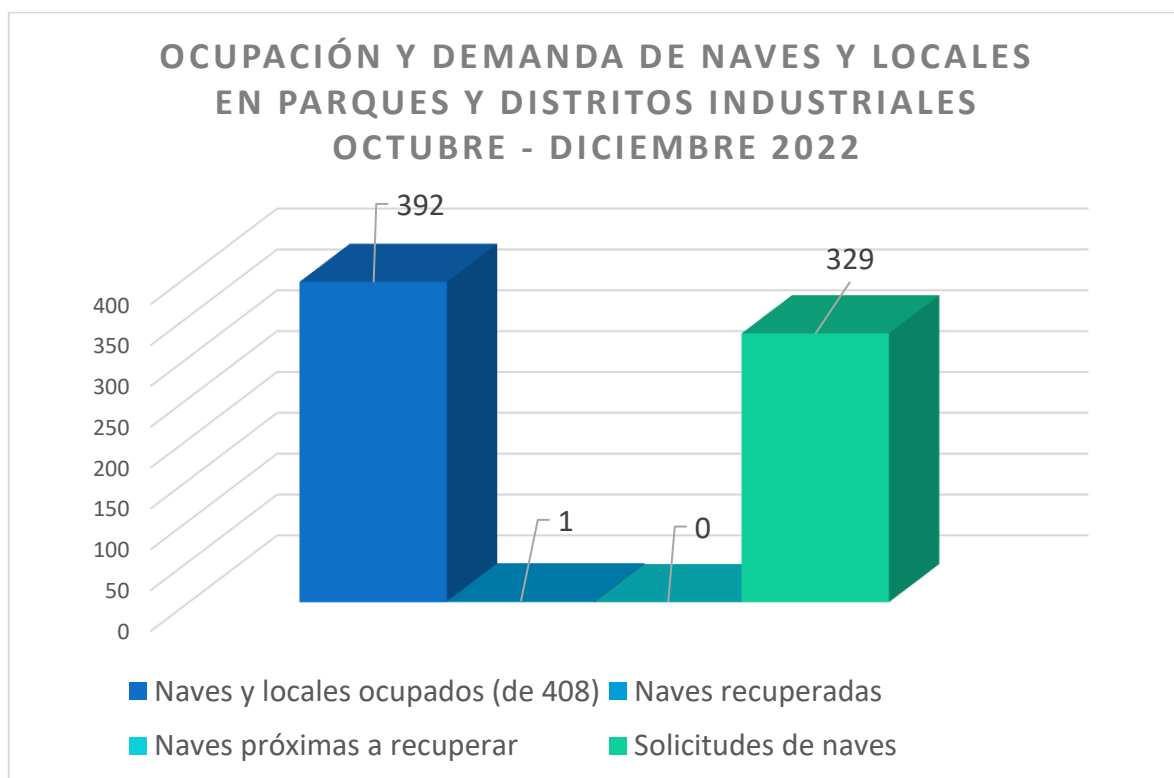 OCUPACIÓN Y DEMANDA DE NAVES Y LOCALES
EN PARQUES Y DISTRITOS INDUSTRIALES
OCTUBRE - DICIEMBRE 2022
392
329
1
0
400
350
300
250
200
150
100
50
0
Naves y locales ocupados (de 408)
Naves recuperadas
Naves próximas a recuperar
Solicitudes de naves